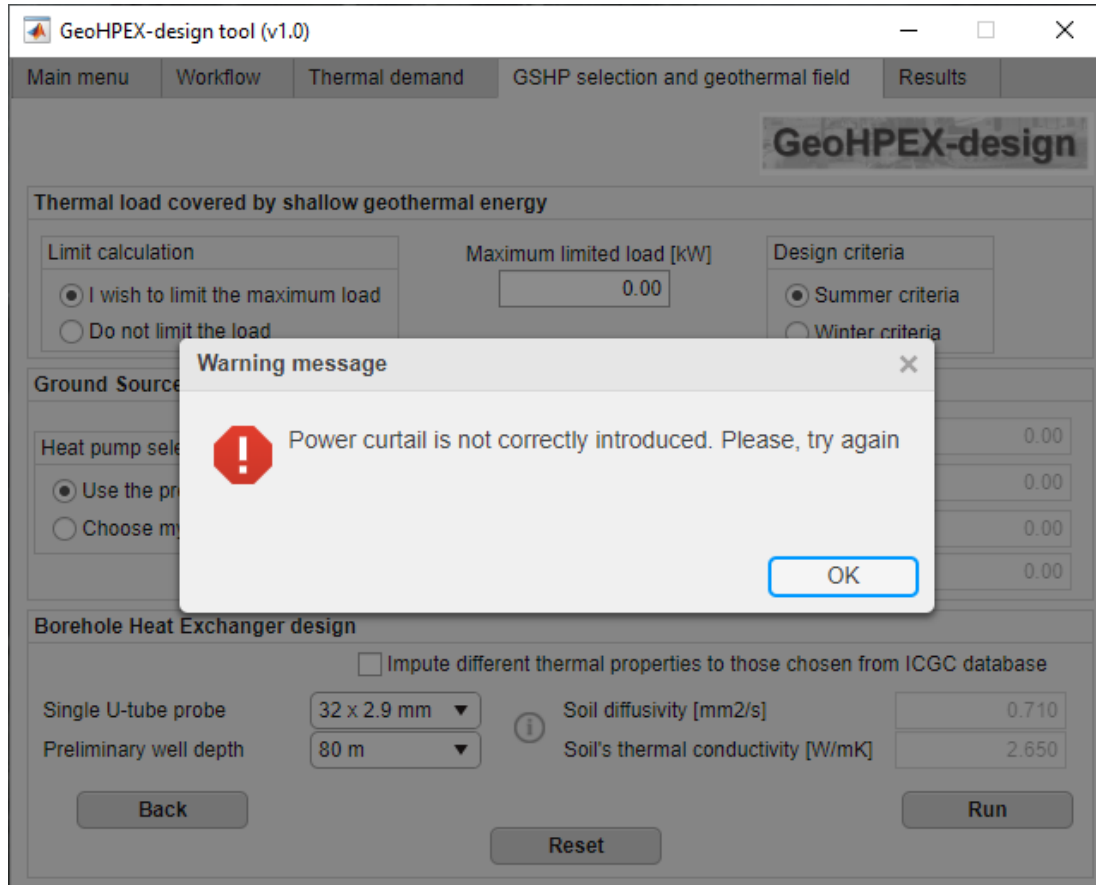 GeoHPEX-design tool (v1.0)
Main menu Workflow Thermal demand GSHP selection and geothermal field Results
GeoHPEX-design
Thermal load covered by shallow geothermal energy
Limit calculation
I wish to limit the maximum load
Do not limit the load
Maximum limited load [kW]
0.00
Design criteria
Summer criteria
Winter criteria
Warning message
Power curtail is not correctly introduced. Please, try again
OK
Ground Source
Heat pump
Use the
Choose
0.00
0.00
0.00
0.00
Borehole Heat Exchanger design
Impute different thermal properties to those chosen from ICGC database
Single U-tube probe 32 x 2.9 mm
Soil diffusivity [mm2/s] 0.710
Preliminary well depth 80 m
Soil's thermal conductivity [W/mK] 2.650
Back
Run
Reset